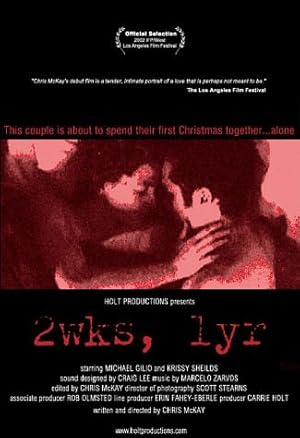 Official Selection
2002 IFP/West
Los Angeles Film Festival
"Chris McKay's debut film is a tender, intimate portrait of a love that is perhaps not meant to be."
The Los Angeles Film Festival
This couple is about to spend their first Christmas together...alone
HOLT PRODUCTIONS presents
2wks, 1yr
starring MICHAEL GILIO and KRISSY SHEILDS
sound designed by CRAIG LEE music by MARCELO ZARVOS
edited by CHRIS McKAY director of photography SCOTT STEARNS
associate producer ROB OLMSTED line producer ERIN FAHEY-EBERLE producer CARRIE HOLT
written and directed by CHRIS McKAY
www.holtproductions.com